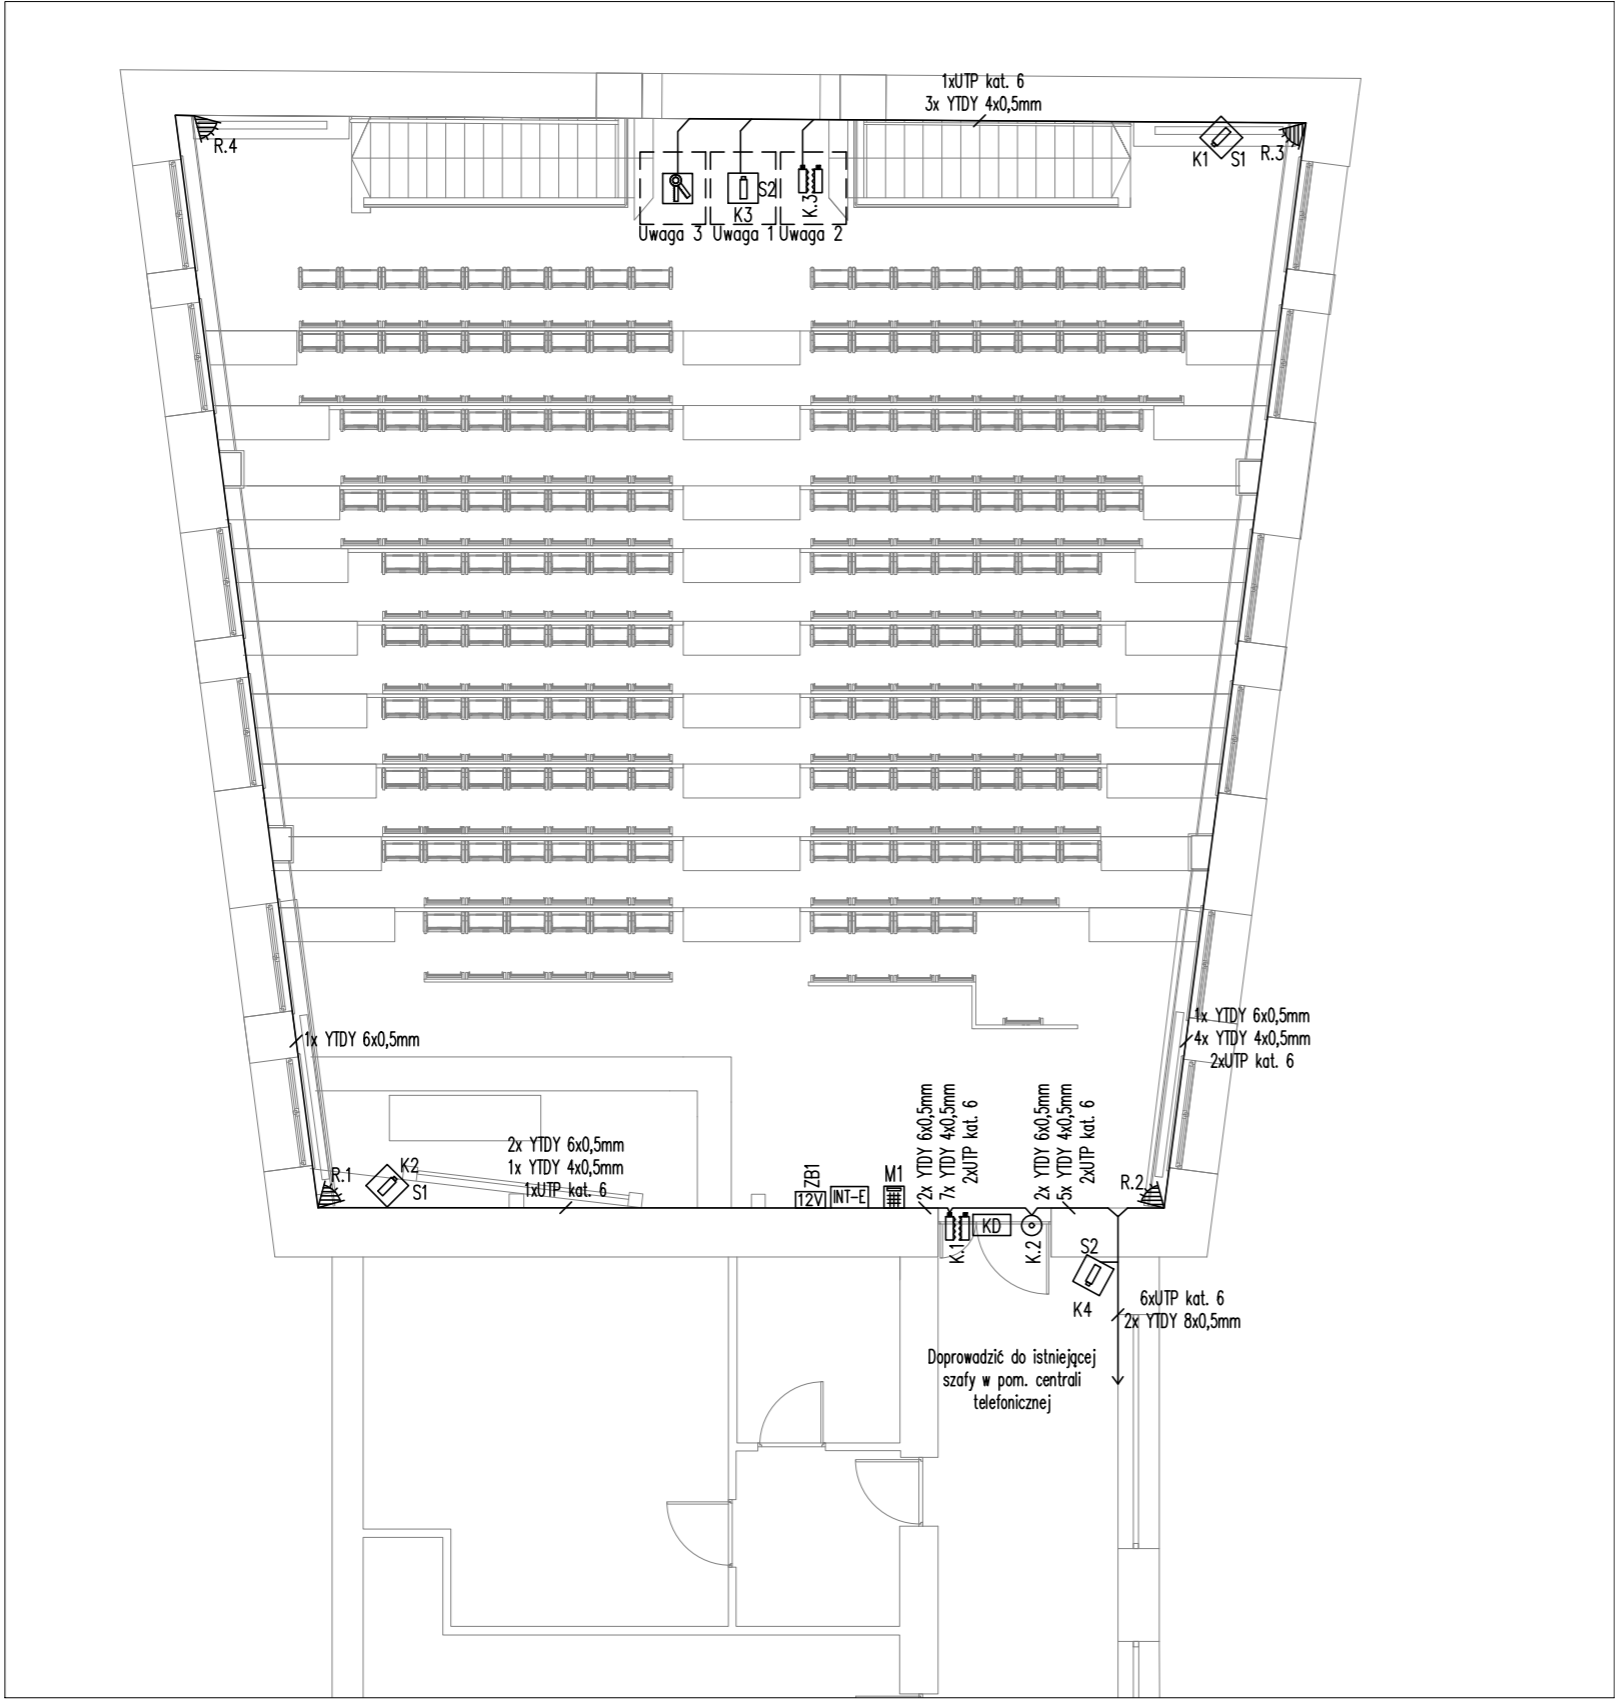 1xUTP kat. 6
3x YTDY 4x0,5mm
R.4
K1
S1
R.3
S2
K3
K.3
Uwaga 3
Uwaga 1
Uwaga 2
1x YTDY 6x0,5mm
1x YTDY 6x0,5mm
4x YTDY 4x0,5mm
2xUTP kat. 6
2x YTDY 6x0,5mm
1x YTDY 4x0,5mm
1xUTP kat. 6
R.1
K2
S1
ZB1
12V
INT-E
M1
2x YTDY 6x0,5mm
7x YTDY 4x0,5mm
2xUTP kat. 6
2x YTDY 6x0,5mm
5x YTDY 4x0,5mm
2xUTP kat. 6
R.2
K.1
KD
K.2
S2
K4
6xUTP kat. 6
2x YTDY 8x0,5mm
Doprowadzić do istniejącej
szafy w pom. centrali
telefonicznej